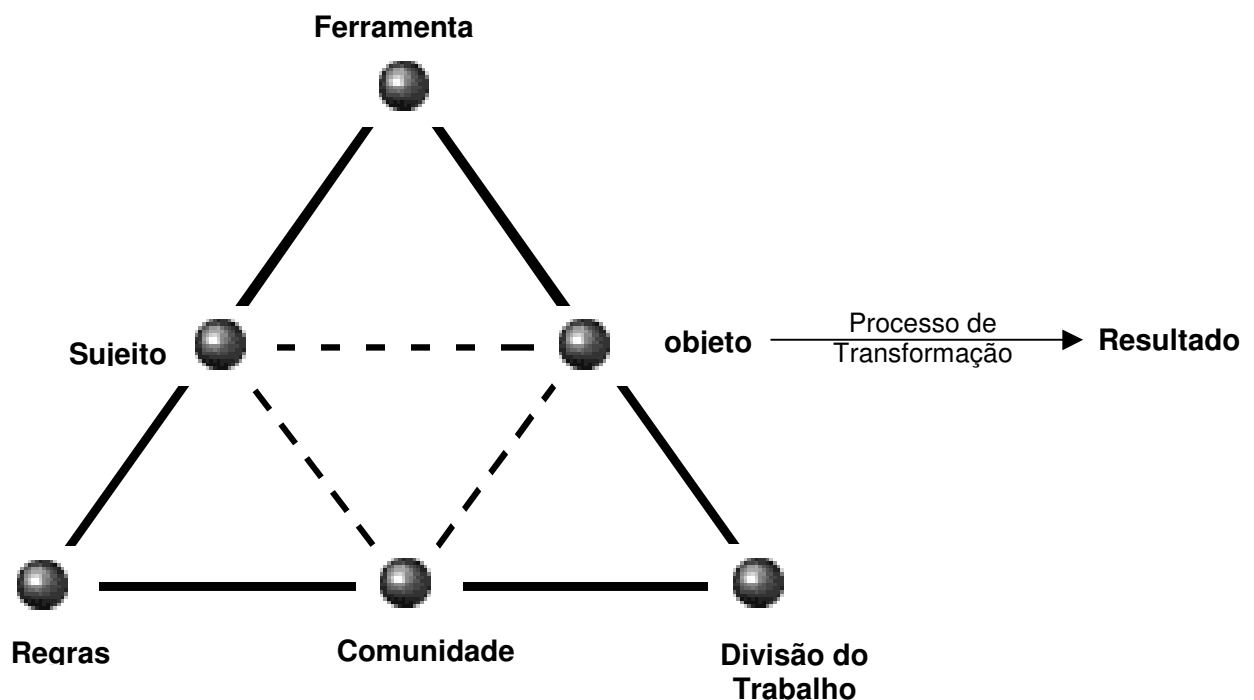 Ferramenta
Sujeito
objeto
Processo de
Transformação
Resultado
Regras
Comunidade
Divisão do
Trabalho